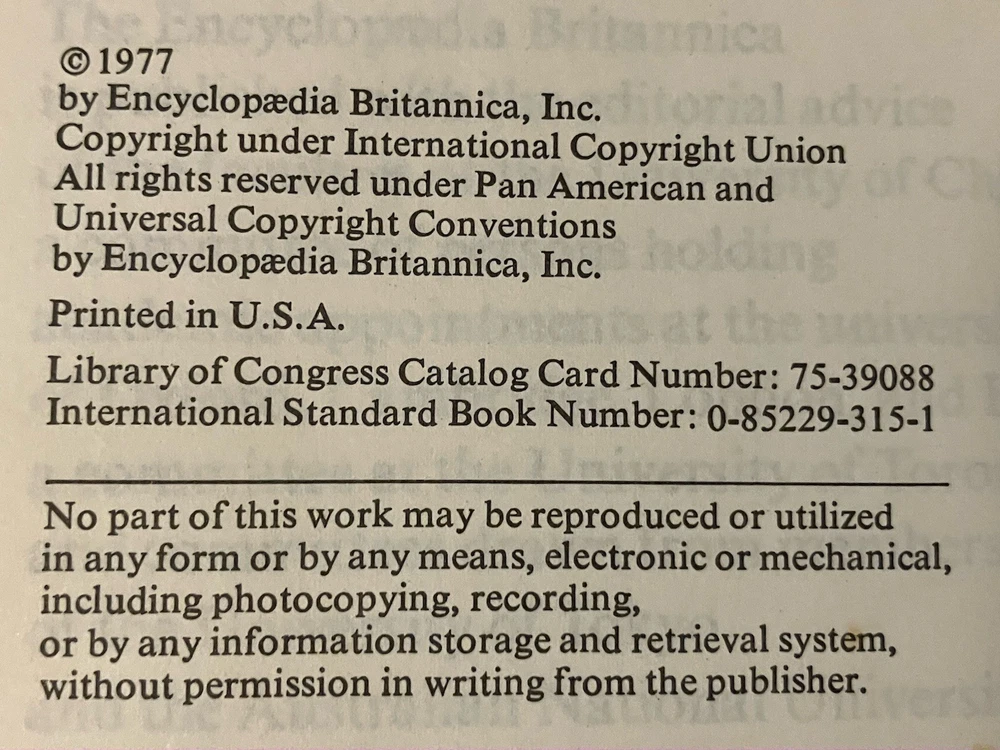 © 1977
by Encyclopædia Britannica, Inc.
Copyright under International Copyright Union
All rights reserved under Pan American and
Universal Copyright Conventions
by Encyclopædia Britannica, Inc.
Printed in U.S.A.
Library of Congress Catalog Card Number: 75-39088
International Standard Book Number: 0-85229-315-1
No part of this work may be reproduced or utilized
in any form or by any means, electronic or mechanical,
including photocopying, recording,
or by any information storage and retrieval system,
without permission in writing from the publisher.